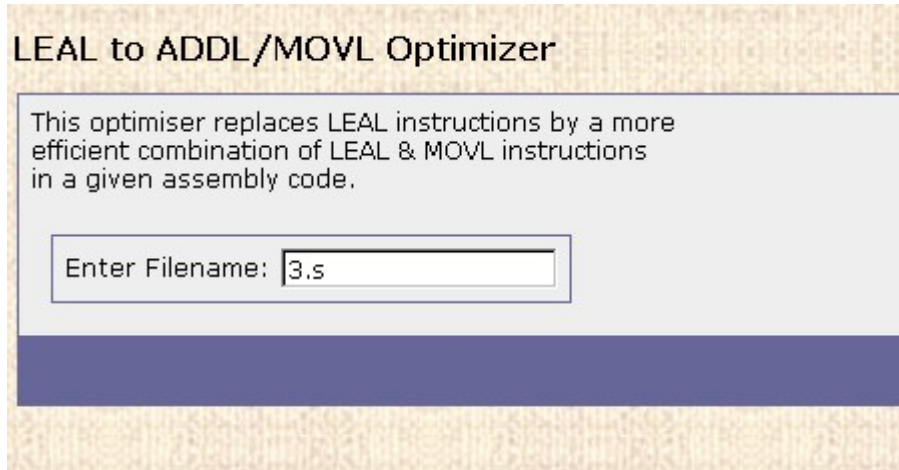 LEAL to ADDL/MOVL Optimizer
This optimiser replaces LEAL instructions by a more
efficient combination of LEAL & MOVL instructions
in a given assembly code.
Enter Filename: 3.s